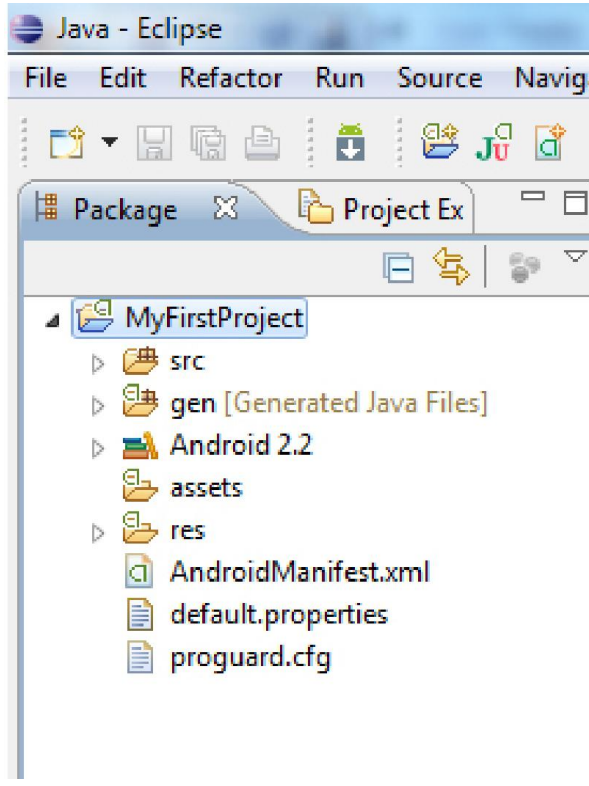 Java - Eclipse
File Edit Refactor Run Source Navig
Package Project Ex
MyFirstProject
src
gen [Generated Java Files]
Android 2.2
assets
res
AndroidManifest.xml
default.properties
proguard.cfg